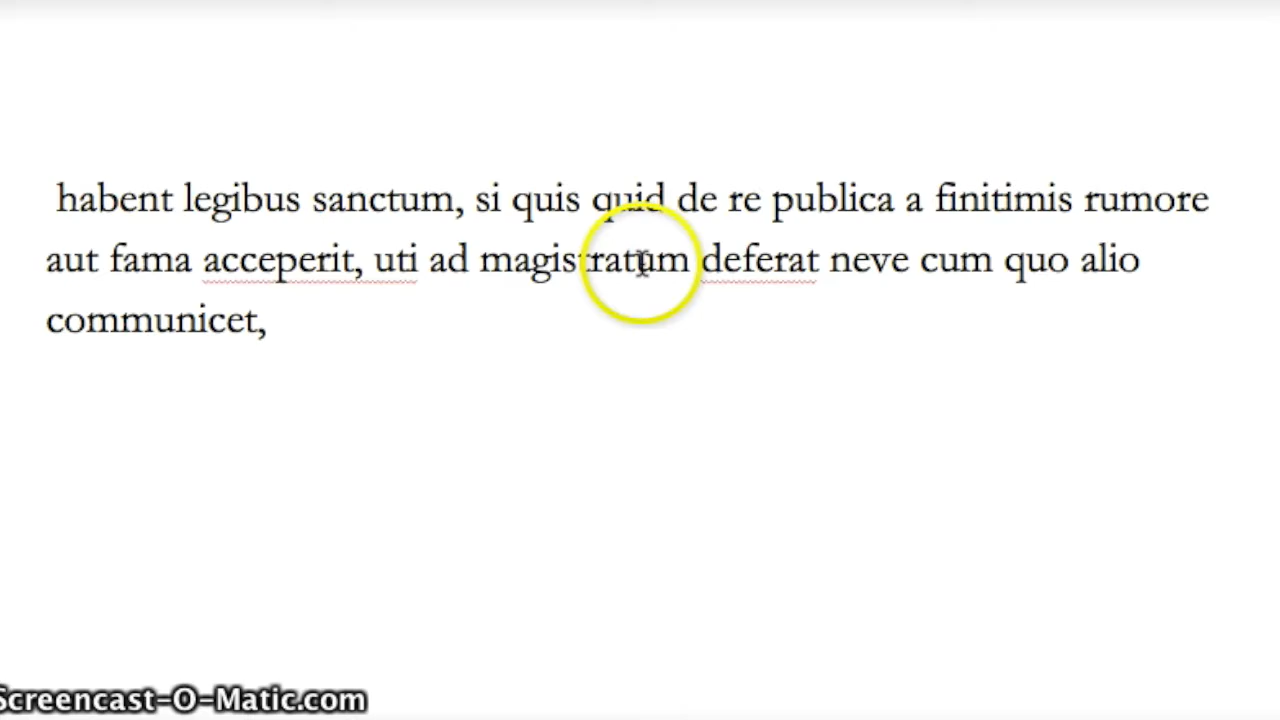 habent legibus sanctum, si quis quid de re publica a finitimis rumore
aut fama acceperit, uti ad magistratum deferat neve cum quo alio
communicet,
Screencast-O-Matic.com